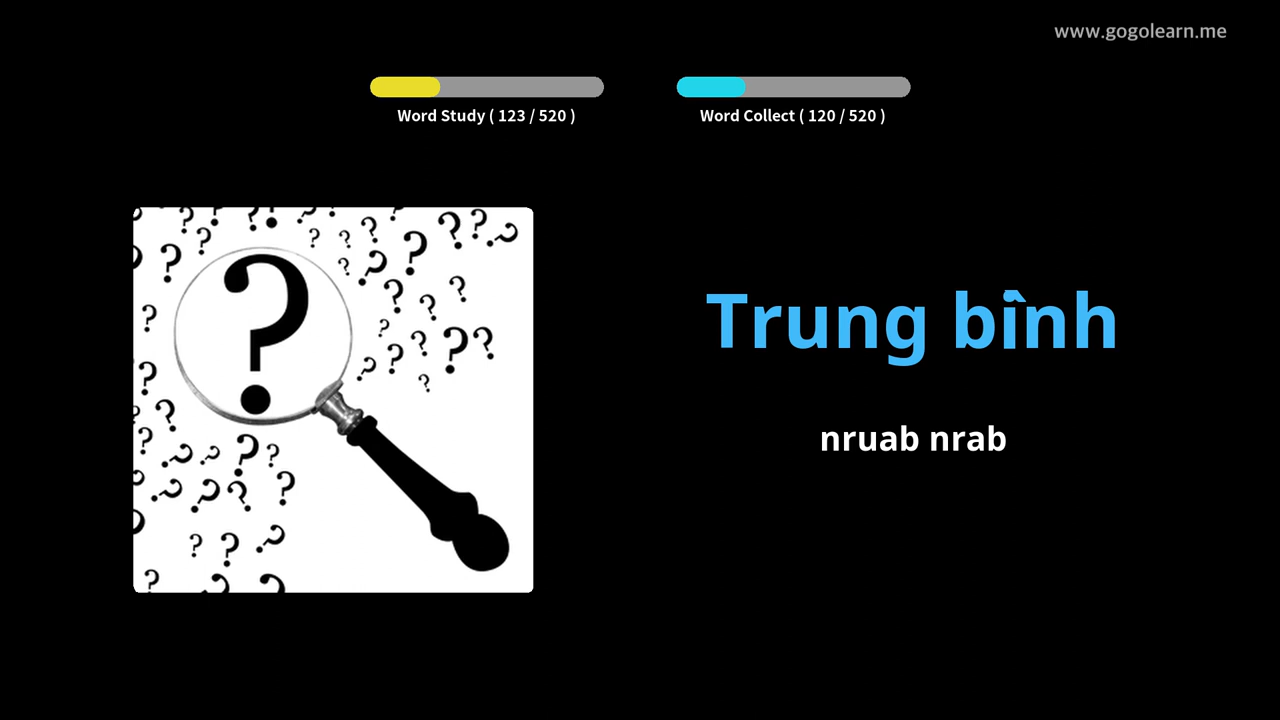 www.gogolearn.me
Word Study ( 123 / 520 )
Word Collect ( 120 / 520 )
Trung bình
nruab nrab